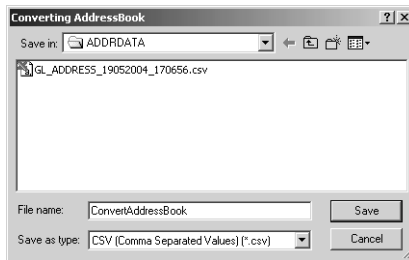 Converting AddressBook
Save in: ADDRDATA
GL_ADDRESS_19052004_170656.csv
File name: ConvertAddressBook Save
Save as type: CSV (Comma Separated Values) (*.csv) Cancel